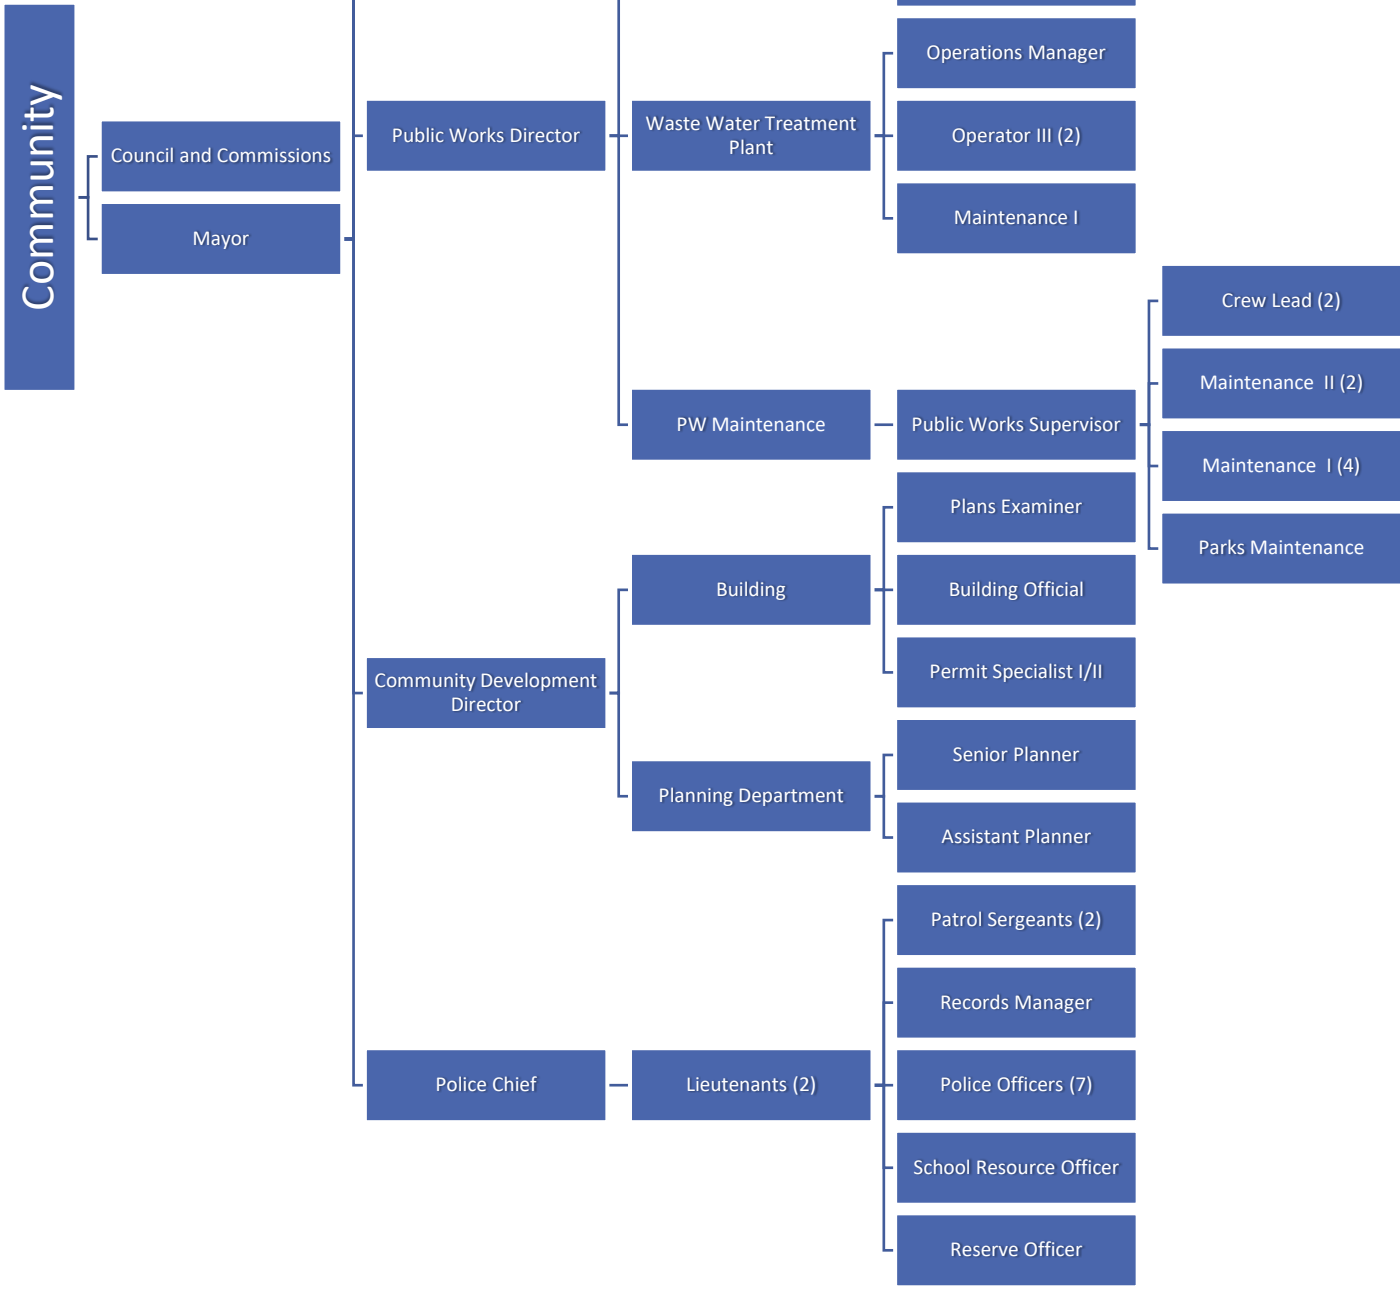 Community
Council and Commissions
Mayor
Public Works Director
Waste Water Treatment
Plant
Operations Manager
Operator III (2)
Maintenance I
PW Maintenance
Public Works Supervisor
Crew Lead (2)
Maintenance  II (2)
Maintenance  I (4)
Parks Maintenance
Community Development
Director
Building
Plans Examiner
Building Official
Permit Specialist I/II
Planning Department
Senior Planner
Assistant Planner
Police Chief
Lieutenants (2)
Patrol Sergeants (2)
Records Manager
Police Officers (7)
School Resource Officer
Reserve Officer